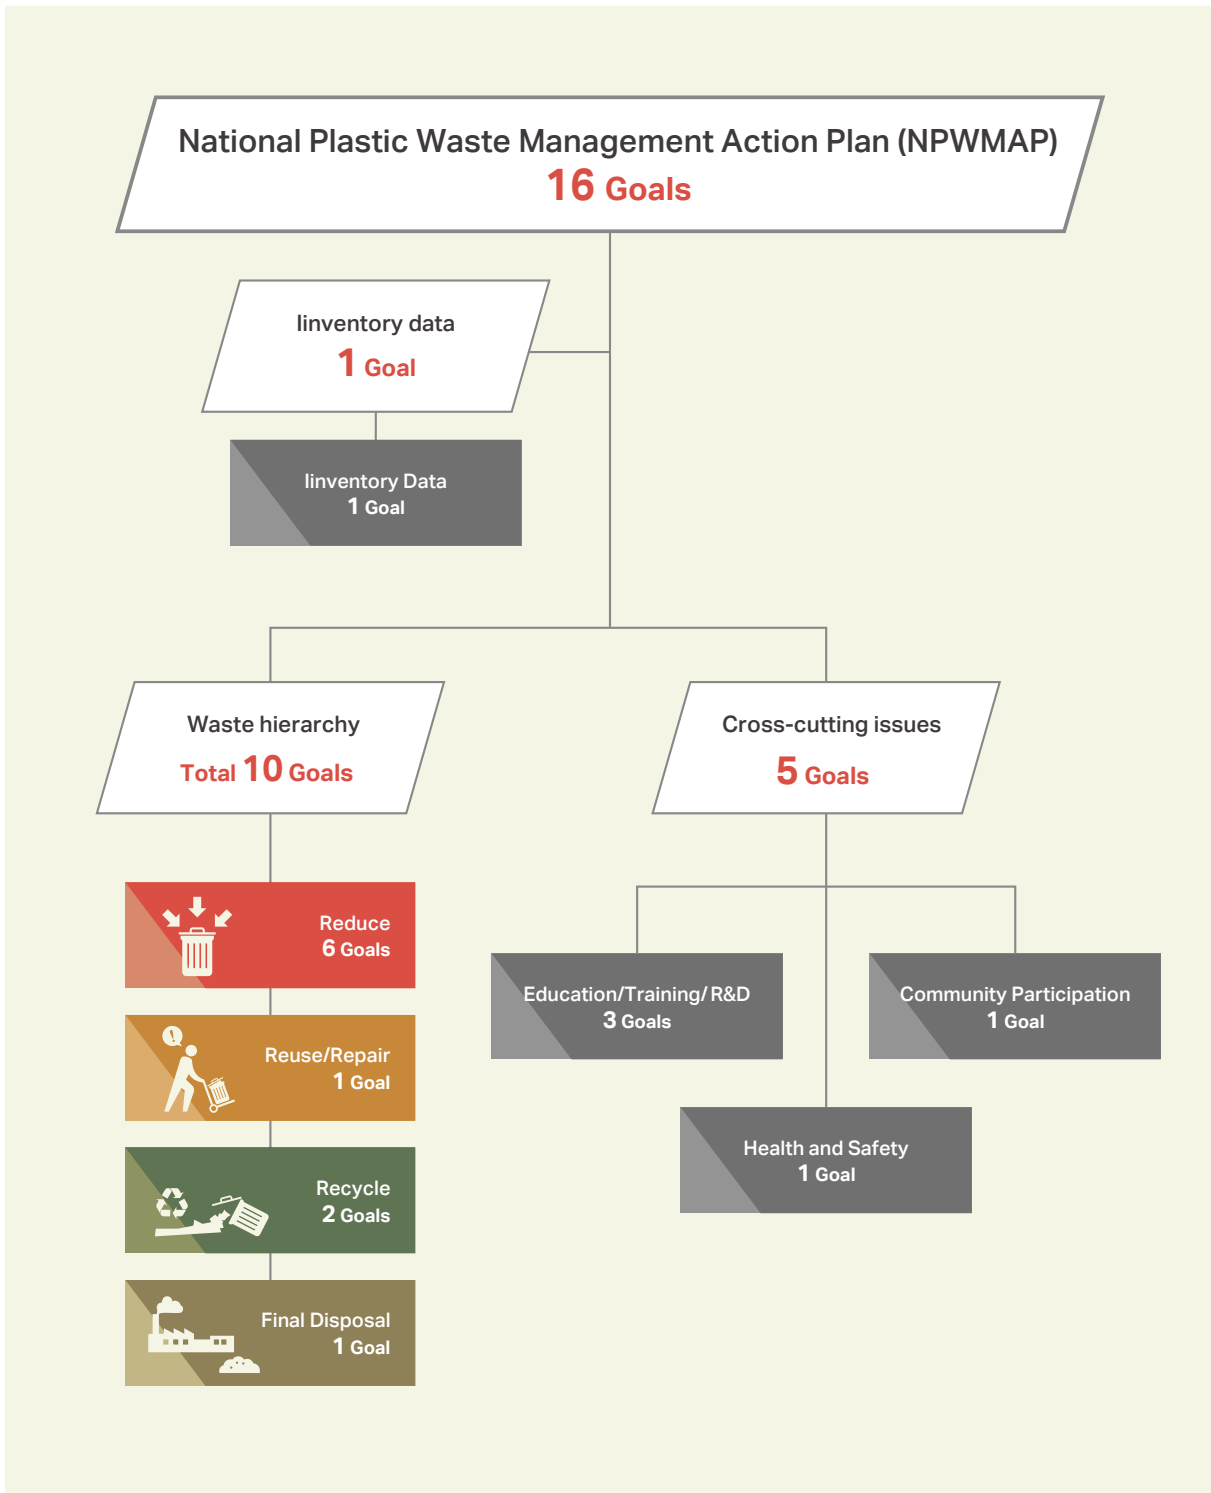 National Plastic Waste Management Action Plan (NPWMAP)
16 Goals
Iinventory data
1 Goal
Iinventory Data
1 Goal
Waste hierarchy
Total 10 Goals
Cross-cutting issues
5 Goals
Reduce
6 Goals
Reuse/Repair
1 Goal
Recycle
2 Goals
Final Disposal
1 Goal
Education/Training/ R&D
3 Goals
Community Participation
1 Goal
Health and Safety
1 Goal